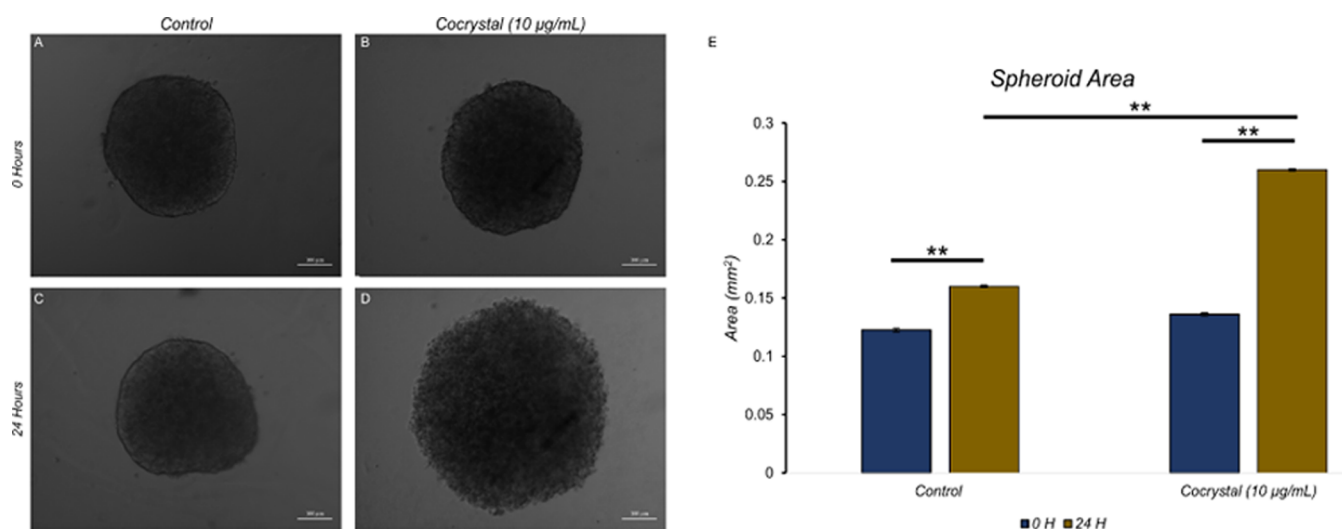 Control
Cocrystal (10 µg/mL)
0 Hours
A
B
24 Hours
C
D
E
Spheroid Area
**
**
**
Area (mm²)
0.3
0.25
0.2
0.15
0.1
0.05
0
Control
Cocrystal (10 µg/mL)
0 H
24 H